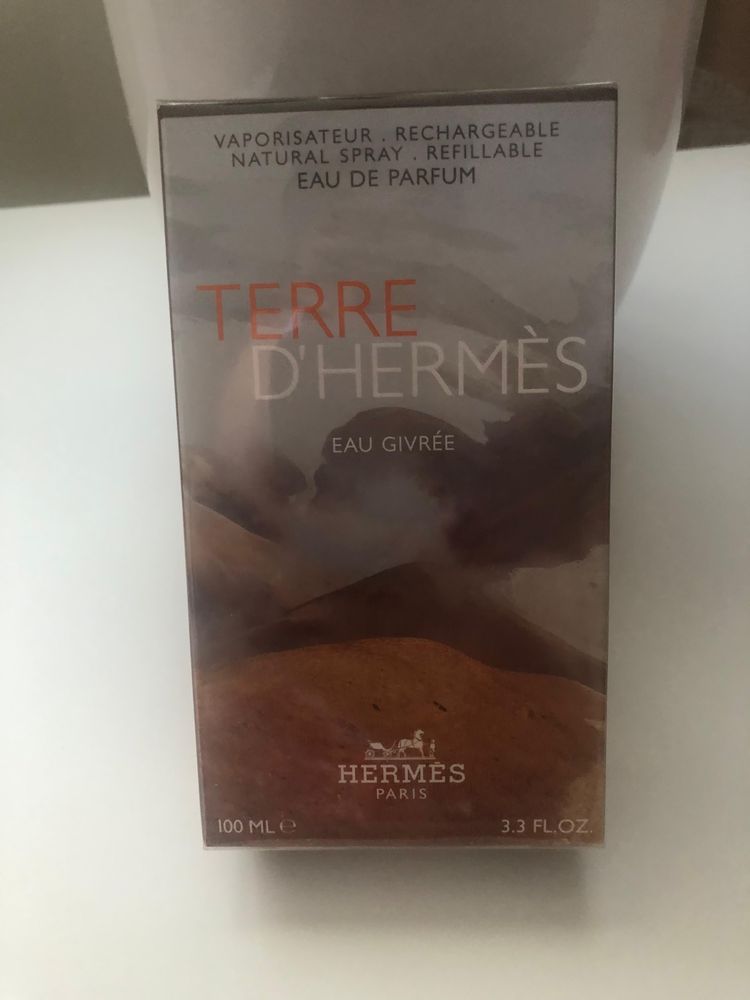 VAPORISATEUR . RECHARGEABLE
NATURAL SPRAY . REFILLABLE
EAU DE PARFUM
TERRE
D'HERMÈS
EAU GIVRÉE
HERMÈS
PARIS
100 ML ℮
3.3 FL.OZ.